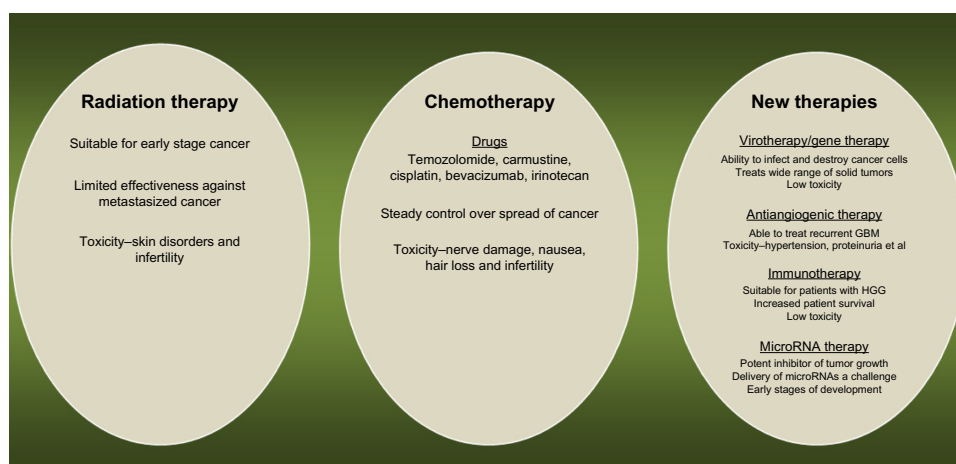 Radiation therapy
Suitable for early stage cancer
Limited effectiveness against
metastasized cancer
Toxicity–skin disorders and
infertility
Chemotherapy
Drugs
Temozolomide, carmustine,
cisplatin, bevacizumab, irinotecan
Steady control over spread of cancer
Toxicity–nerve damage, nausea,
hair loss and infertility
New therapies
Virotherapy/gene therapy
Ability to infect and destroy cancer cells
Treats wide range of solid tumors
Low toxicity
Antiangiogenic therapy
Able to treat recurrent GBM
Toxicity–hypertension, proteinuria et al
Immunotherapy
Suitable for patients with HGG
Increased patient survival
Low toxicity
MicroRNA therapy
Potent inhibitor of tumor growth
Delivery of microRNAs a challenge
Early stages of development